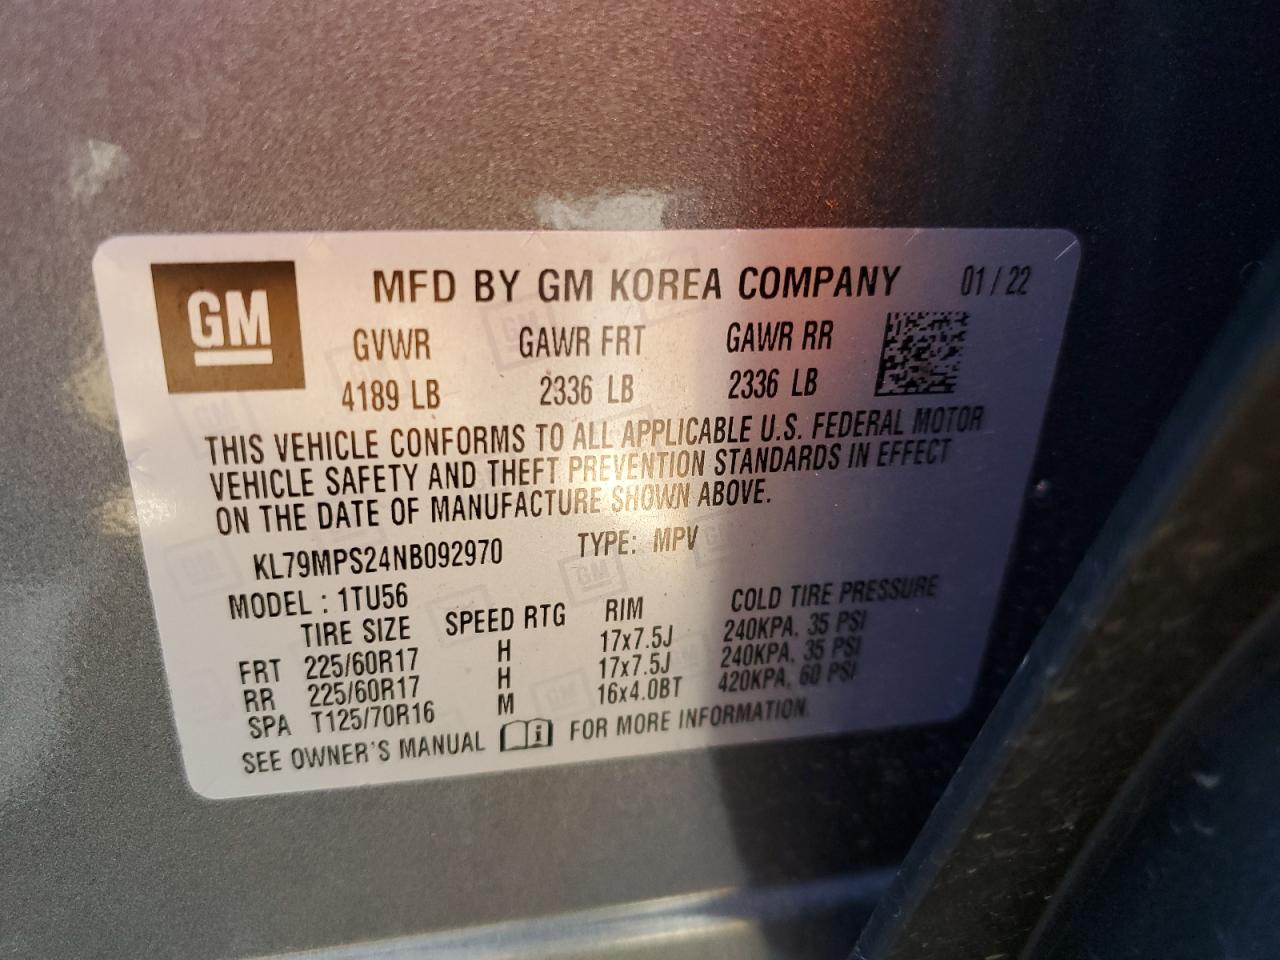 GM
MFD BY GM KOREA COMPANY 01 / 22
GVWR GAWR FRT GAWR RR
4189 LB 2336 LB 2336 LB
THIS VEHICLE CONFORMS TO ALL APPLICABLE U.S. FEDERAL MOTOR
VEHICLE SAFETY AND THEFT PREVENTION STANDARDS IN EFFECT
ON THE DATE OF MANUFACTURE SHOWN ABOVE.
KL79MPS24NB092970 TYPE: MPV
MODEL : 1TU56
TIRE SIZE SPEED RTG RIM COLD TIRE PRESSURE
FRT 225/60R17 H 17x7.5J 240KPA, 35 PSI
RR 225/60R17 H 17x7.5J 240KPA, 35 PSI
SPA T125/70R16 M 16x4.0BT 420KPA, 60 PSI
SEE OWNER'S MANUAL FOR MORE INFORMATION